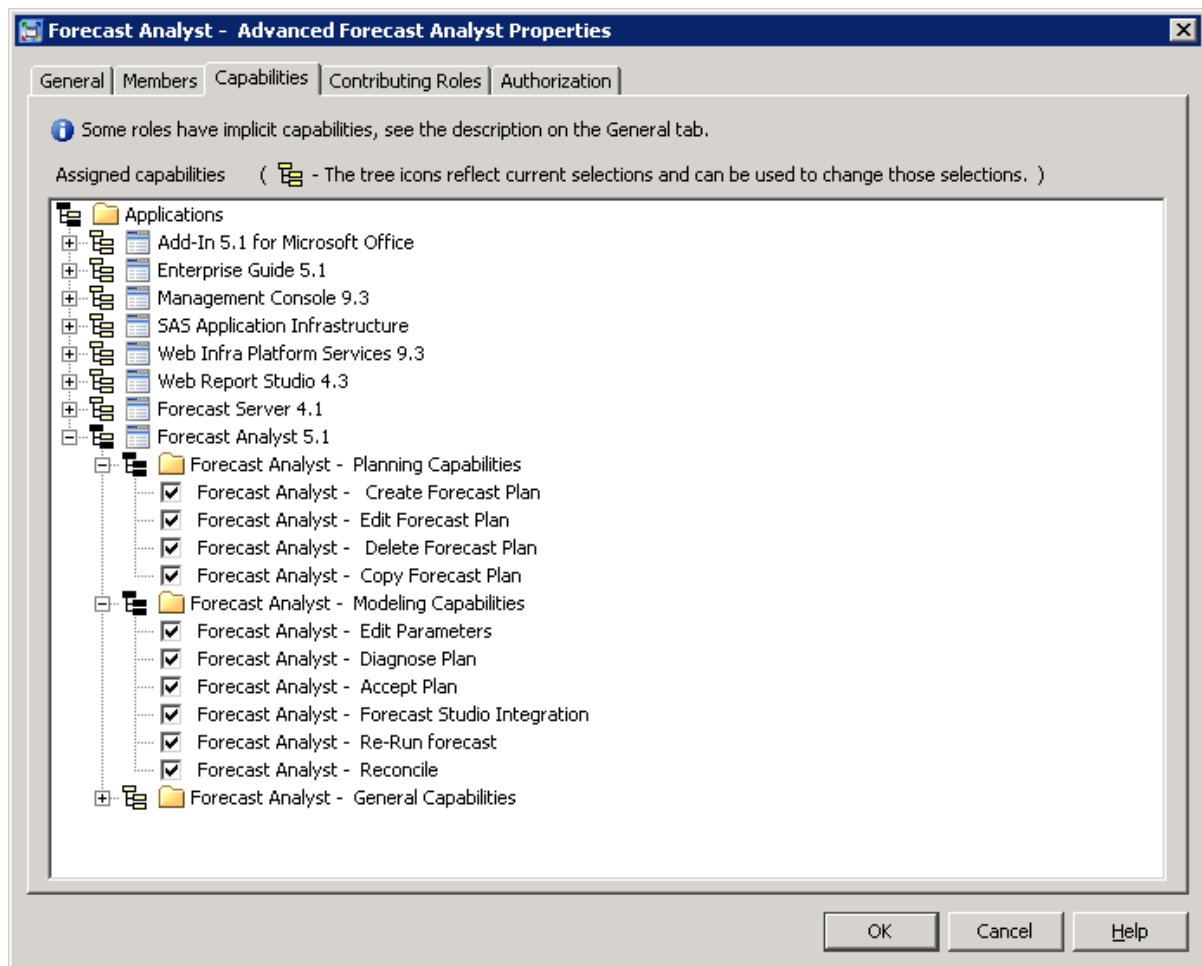 Forecast Analyst - Advanced Forecast Analyst Properties
General Members Capabilities Contributing Roles Authorization
Some roles have implicit capabilities, see the description on the General tab.
Assigned capabilities ( - The tree icons reflect current selections and can be used to change those selections. )
Applications
Add-In 5.1 for Microsoft Office
Enterprise Guide 5.1
Management Console 9.3
SAS Application Infrastructure
Web Infra Platform Services 9.3
Web Report Studio 4.3
Forecast Server 4.1
Forecast Analyst 5.1
Forecast Analyst - Planning Capabilities
Forecast Analyst - Create Forecast Plan
Forecast Analyst - Edit Forecast Plan
Forecast Analyst - Delete Forecast Plan
Forecast Analyst - Copy Forecast Plan
Forecast Analyst - Modeling Capabilities
Forecast Analyst - Edit Parameters
Forecast Analyst - Diagnose Plan
Forecast Analyst - Accept Plan
Forecast Analyst - Forecast Studio Integration
Forecast Analyst - Re-Run forecast
Forecast Analyst - Reconcile
Forecast Analyst - General Capabilities
OK Cancel Help